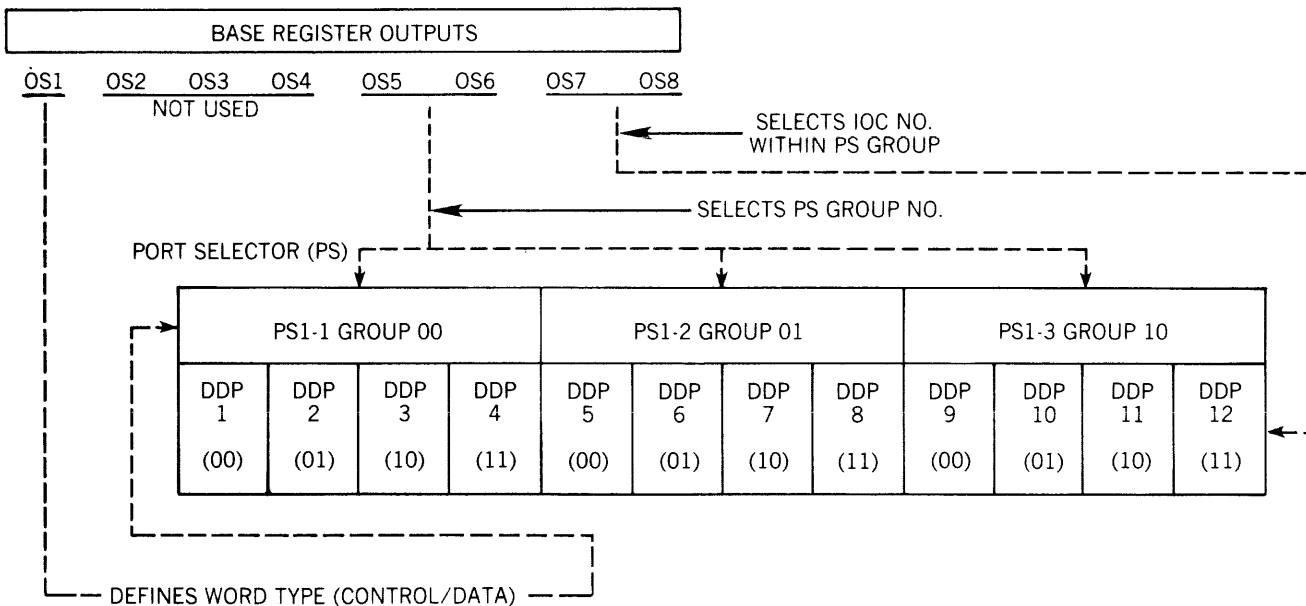 BASE REGISTER OUTPUTS
OS1 OS2 OS3 OS4 OS5 OS6 OS7 OS8
NOT USED
SELECTS IOC NO.
WITHIN PS GROUP
SELECTS PS GROUP NO.
PORT SELECTOR (PS)
PS1-1 GROUP 00 PS1-2 GROUP 01 PS1-3 GROUP 10
DDP DDP DDP DDP DDP DDP DDP DDP DDP DDP DDP DDP
1 2 3 4 5 6 7 8 9 10 11 12
(00) (01) (10) (11) (00) (01) (10) (11) (00) (01) (10) (11)
DEFINES WORD TYPE (CONTROL/DATA)